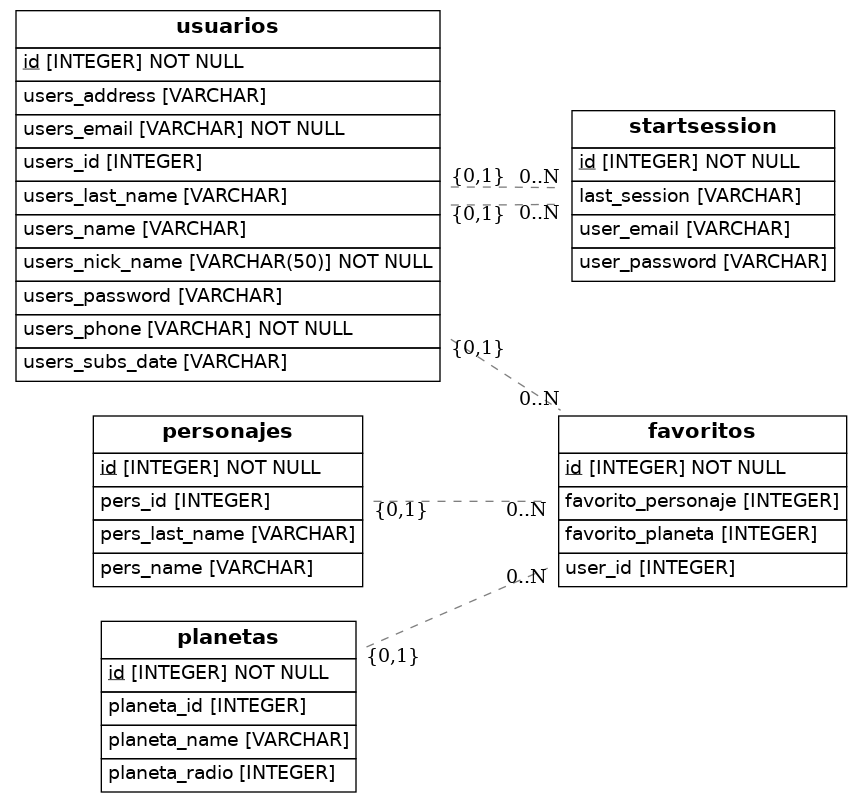 usuarios
id [INTEGER] NOT NULL
users_address [VARCHAR]
users_email [VARCHAR] NOT NULL
users_id [INTEGER]
users_last_name [VARCHAR]
users_name [VARCHAR]
users_nick_name [VARCHAR(50)] NOT NULL
users_password [VARCHAR]
users_phone [VARCHAR] NOT NULL
users_subs_date [VARCHAR]
{0,1} 0..N
{0,1} 0..N
startsession
id [INTEGER] NOT NULL
last_session [VARCHAR]
user_email [VARCHAR]
user_password [VARCHAR]
{0,1}
0..N
personajes
id [INTEGER] NOT NULL
pers_id [INTEGER]
pers_last_name [VARCHAR]
pers_name [VARCHAR]
{0,1} 0..N
favoritos
id [INTEGER] NOT NULL
favorito_personaje [INTEGER]
favorito_planeta [INTEGER]
user_id [INTEGER]
0..N
{0,1}
planetas
id [INTEGER] NOT NULL
planeta_id [INTEGER]
planeta_name [VARCHAR]
planeta_radio [INTEGER]